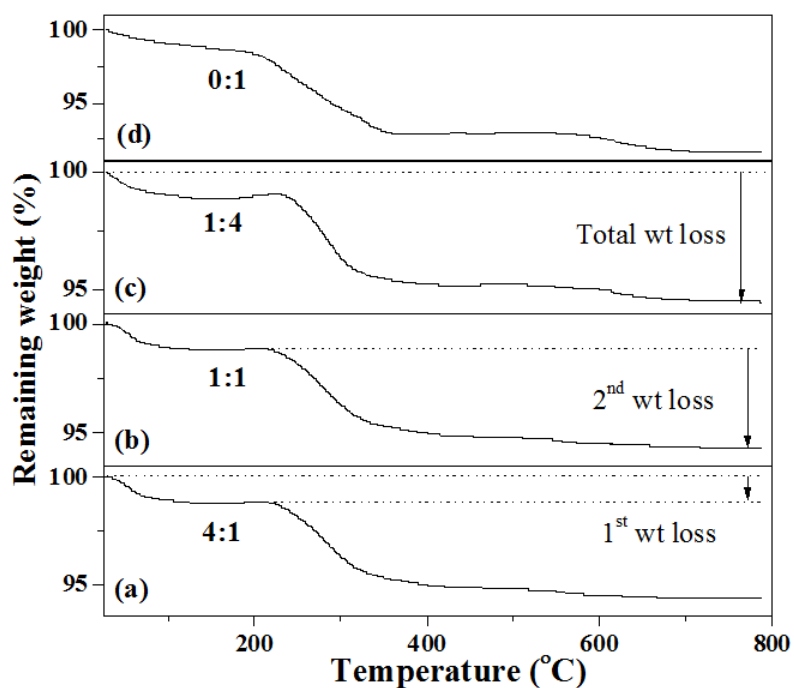 100
95
0:1
(d)
100
95
1:4
Total wt loss
(c)
100
95
1:1
2nd wt loss
(b)
100
95
4:1
1st wt loss
(a)
Remaining weight (%)
200 400 600 800
Temperature (°C)